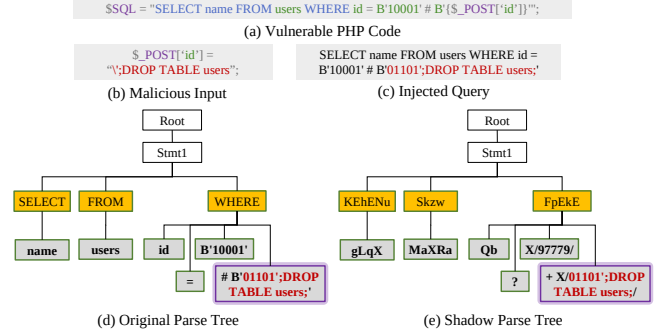 $SQL = "SELECT name FROM users WHERE id = B'10001' # B'{$_POST['id']}'";
(a) Vulnerable PHP Code
$_POST['id'] =
"\';DROP TABLE users";
(b) Malicious Input
SELECT name FROM users WHERE id =
B'10001' # B'01101';DROP TABLE users;'
(c) Injected Query
Root
Stmt1
SELECT
FROM
WHERE
name
users
id
B'10001'
=
# B'01101';DROP
TABLE users;'
(d) Original Parse Tree
Root
Stmt1
KEhENu
Skzw
FpEkE
gLqX
MaXRa
Qb
X/97779/
?
+ X/01101';DROP
TABLE users;/
(e) Shadow Parse Tree